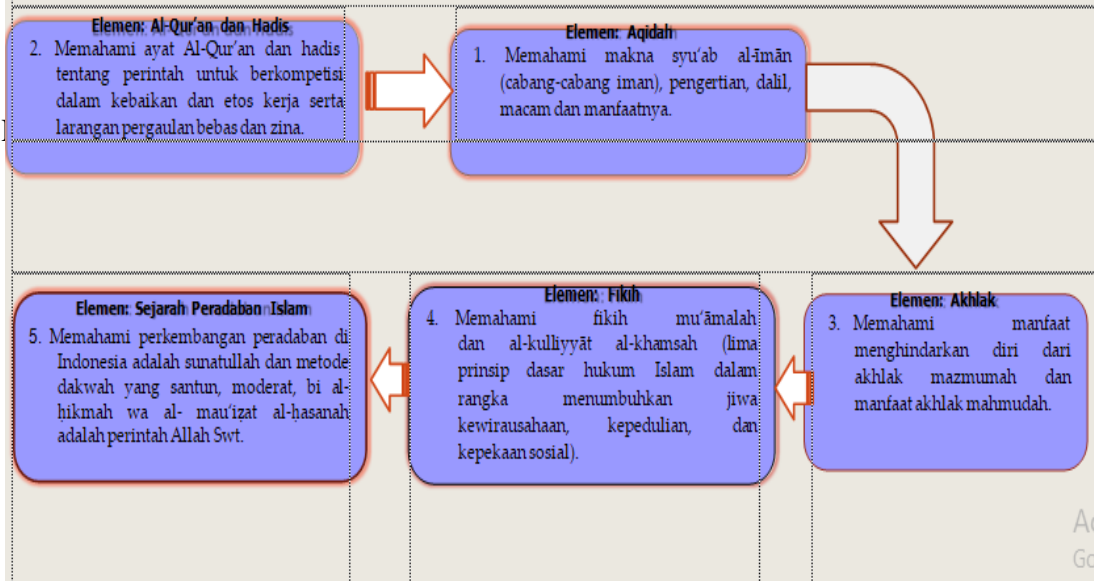 Elemen: Al-Qur'an dan Hadis
2. Memahami ayat Al-Qur'an dan hadis
tentang perintah untuk berkompetisi
dalam kebaikan dan etos kerja serta
larangan pergaulan bebas dan zina.
Elemen: Aqidah
1. Memahami makna syu'ab al-īmān
(cabang-cabang iman), pengertian, dalil,
macam dan manfaatnya.
Elemen: Akhlak
3. Memahami manfaat
menghindarkan diri dari
akhlak mazmumah dan
manfaat akhlak mahmudah.
Elemen: Fikih
4. Memahami fikih mu'āmalah
dan al-kulliyyāt al-khamsah (lima
prinsip dasar hukum Islam dalam
rangka menumbuhkan jiwa
kewirausahaan, kepedulian, dan
kepekaan sosial).
Elemen: Sejarah Peradaban Islam
5. Memahami perkembangan peradaban di
Indonesia adalah sunatullah dan metode
dakwah yang santun, moderat, bi al-
ḥikmah wa al- mau'iẓat al-ḥasanah
adalah perintah Allah Swt.